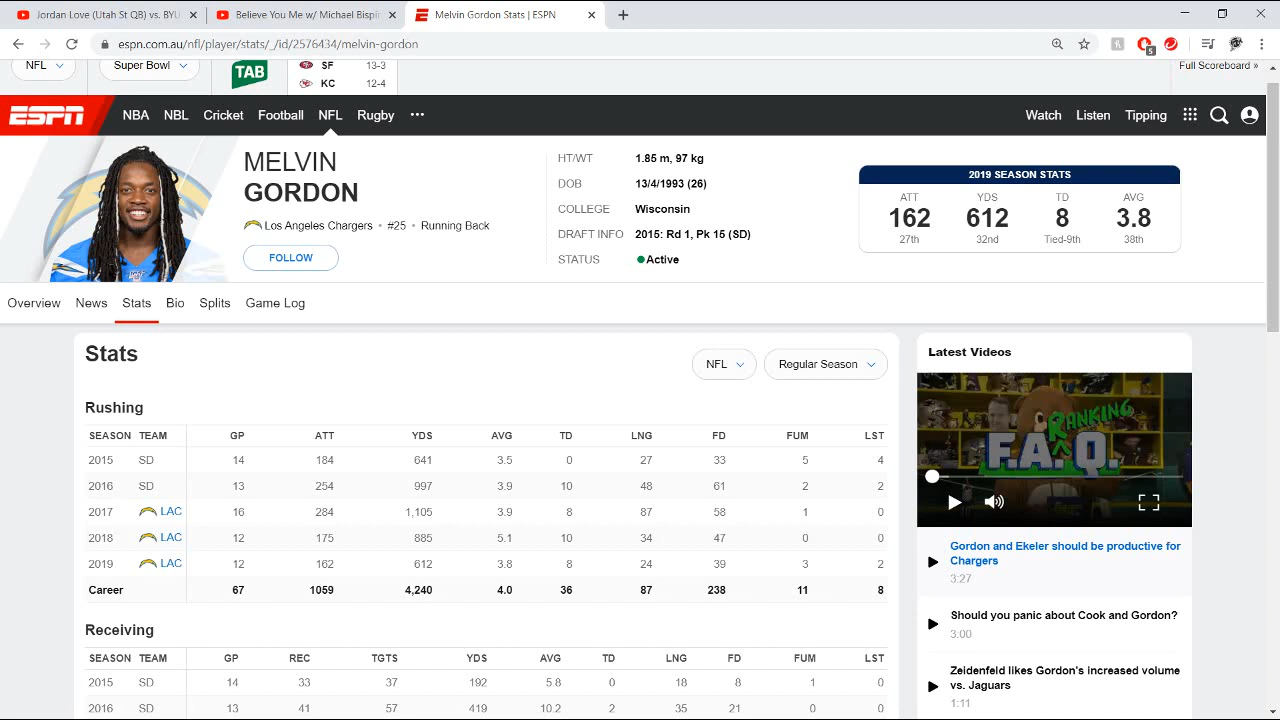 Jordan Love (Utah St QB) vs BYU
Believe You Me w/ Michael Bispi
Melvin Gordon Stats | ESPN
espn.com.au/nfl/player/stats/_/id/2576434/melvin-gordon
5
NFL
Super Bowl
TAB
SF 13-3
KC 12-4
Full Scoreboard »
ESPN
NBA NBL Cricket Football NFL Rugby
Watch Listen Tipping
MELVIN
GORDON
Los Angeles Chargers • #25 • Running Back
FOLLOW
HT/WT 1.85 m, 97 kg
DOB 13/4/1993 (26)
COLLEGE Wisconsin
DRAFT INFO 2015: Rd 1, Pk 15 (SD)
STATUS Active
2019 SEASON STATS
ATT YDS TD AVG
162 612 8 3.8
27th 32nd Tied-9th 38th
Overview News Stats Bio Splits Game Log
Stats
NFL
Regular Season
Rushing
SEASON TEAM GP ATT YDS AVG TD LNG FD FUM LST
2015 SD 14 184 641 3.5 0 27 33 5 4
2016 SD 13 254 997 3.9 10 48 61 2 2
2017 LAC 16 284 1,105 3.9 8 87 58 1 0
2018 LAC 12 175 885 5.1 10 34 47 0 0
2019 LAC 12 162 612 3.8 8 24 39 3 2
Career 67 1059 4,240 4.0 36 87 238 11 8
Receiving
SEASON TEAM GP REC TGTS YDS AVG TD LNG FD FUM LST
2015 SD 14 33 37 192 5.8 0 18 8 1 0
2016 SD 13 41 57 419 10.2 2 35 21 0 0
Latest Videos
RANKING
F.A.Q.
Gordon and Ekeler should be productive for
Chargers
3:27
Should you panic about Cook and Gordon?
3:00
Zeidenfeld likes Gordon's increased volume
vs. Jaguars
1:11